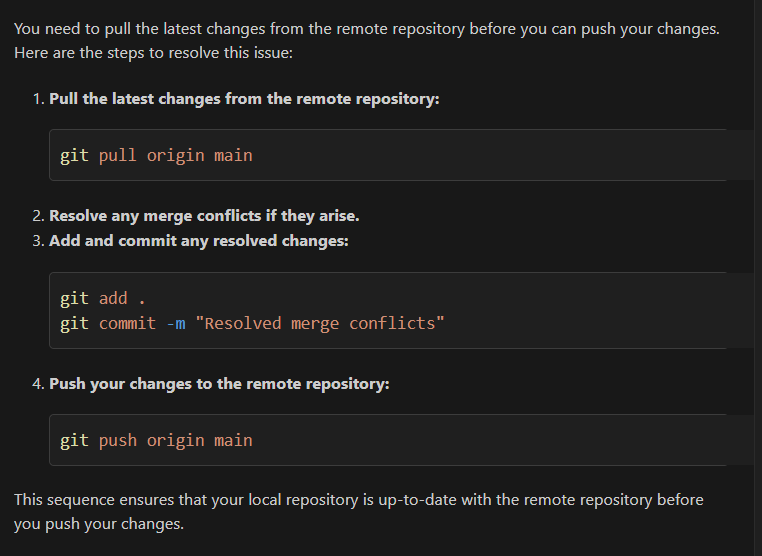 You need to pull the latest changes from the remote repository before you can push your changes.
Here are the steps to resolve this issue:
1. Pull the latest changes from the remote repository:
git pull origin main
2. Resolve any merge conflicts if they arise.
3. Add and commit any resolved changes:
git add .
git commit -m "Resolved merge conflicts"
4. Push your changes to the remote repository:
git push origin main
This sequence ensures that your local repository is up-to-date with the remote repository before
you push your changes.